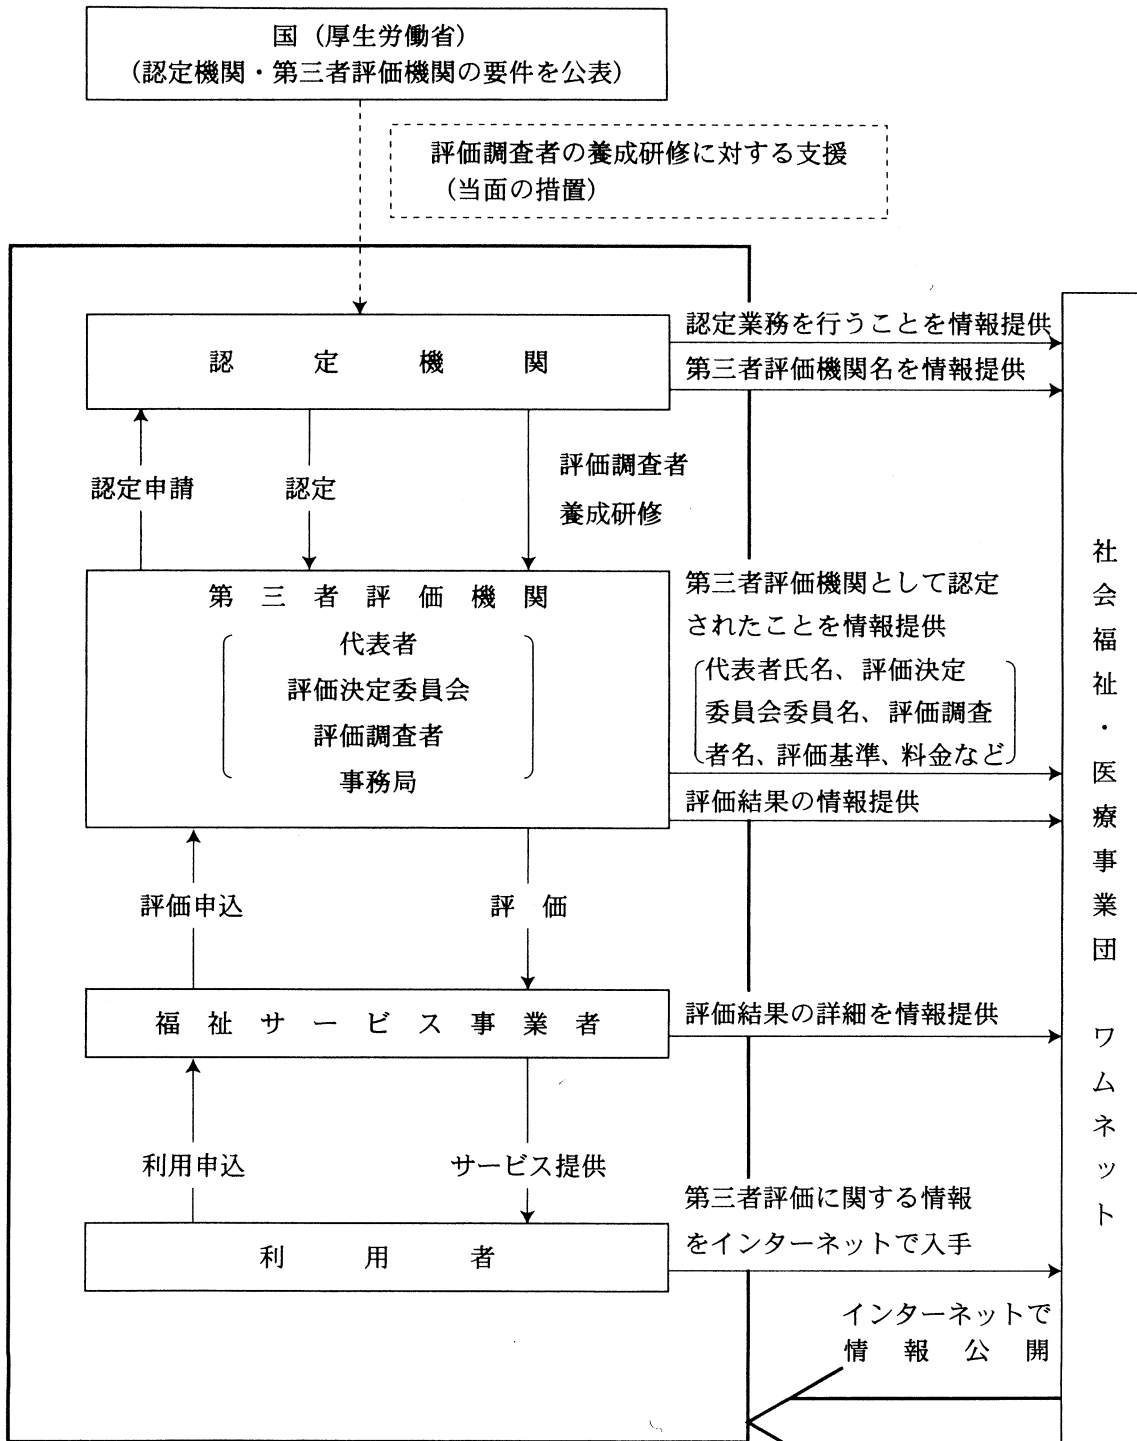 国(厚生労働省)
(認定機関・第三者評価機関の要件を公表)
評価調査者の養成研修に対する支援
(当面の措置)
認定機関
認定業務を行うことを情報提供
第三者評価機関名を情報提供
認定申請
認定
評価調査者
養成研修
第三者評価機関
代表者
評価決定委員会
評価調査者
事務局
第三者評価機関として認定
されたことを情報提供
代表者氏名、評価決定
委員会委員名、評価調査
者名、評価基準、料金など
評価結果の情報提供
評価申込
評価
福祉サービス事業者
評価結果の詳細を情報提供
利用申込
サービス提供
利用者
第三者評価に関する情報
をインターネットで入手
インターネットで
情報公開
社会福祉・医療事業団 ワムネット